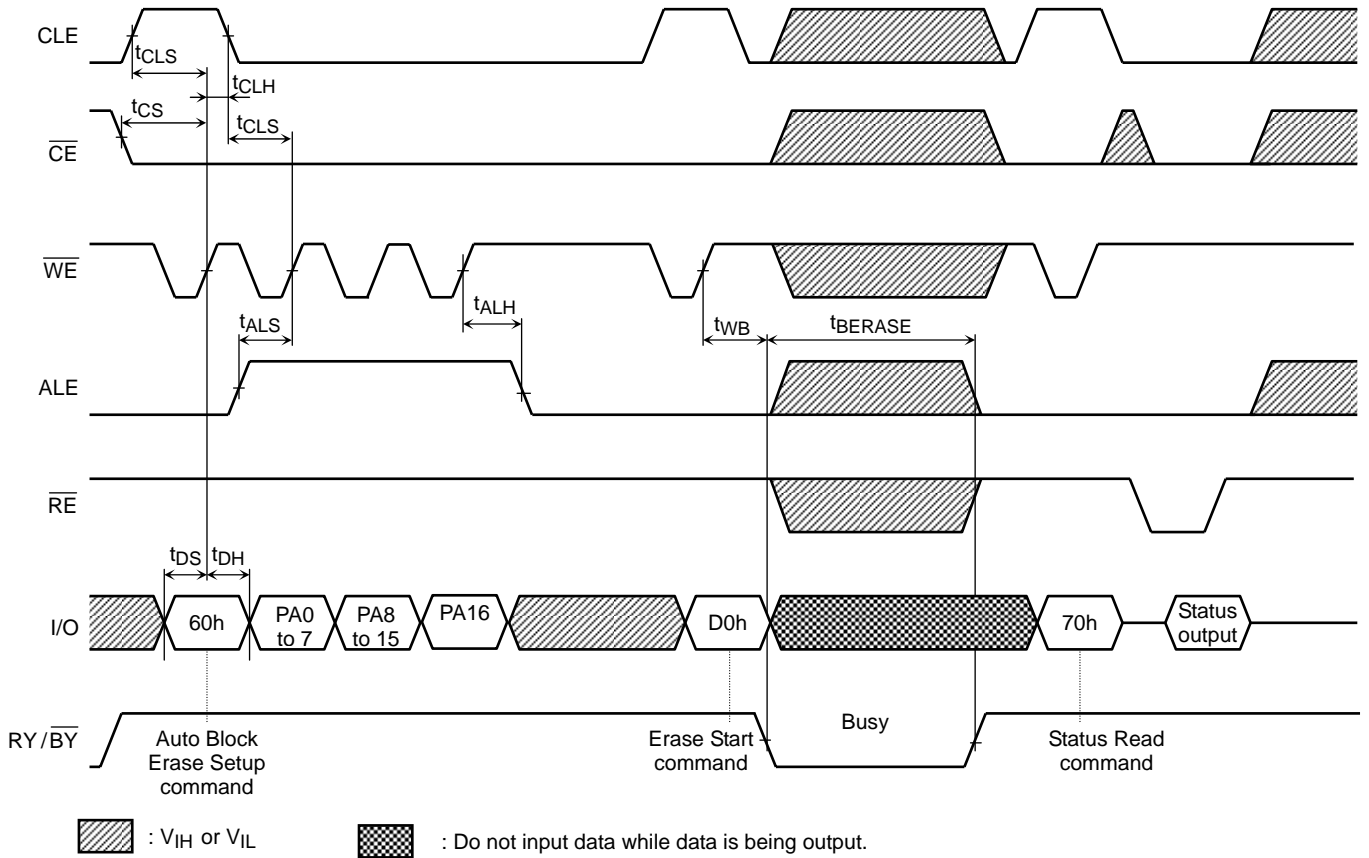 CLE
tCLS
tCLH
tCS
tCLS
CE
WE
tALS
tALH
tWB
tBERASE
ALE
RE
tDS
tDH
I/O
60h
PA0
to 7
PA8
to 15
PA16
D0h
70h
Status
output
RY/BY
Auto Block
Erase Setup
command
Erase Start
command
Busy
Status Read
command
: VIH or VIL
: Do not input data while data is being output.